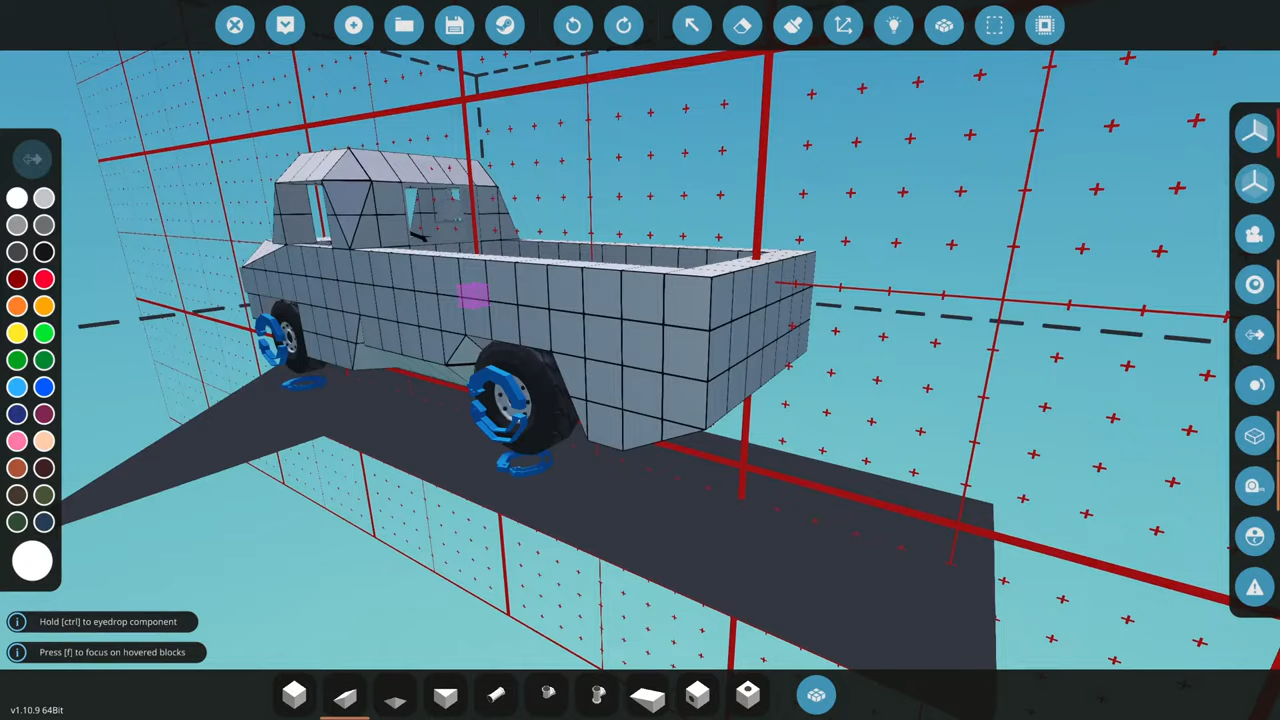 Hold [ctrl] to eyedrop component
Press [f] to focus on hovered blocks
v1.10.9 64Bit